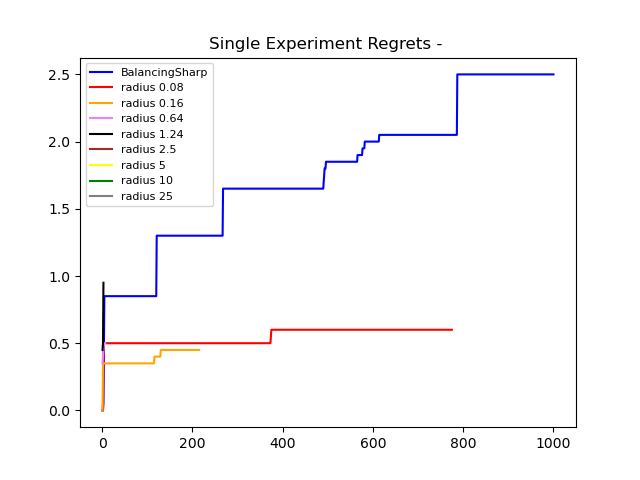 Single Experiment Regrets -
2.5
2.0
1.5
1.0
0.5
0.0
BalancingSharp
radius 0.08
radius 0.16
radius 0.64
radius 1.24
radius 2.5
radius 5
radius 10
radius 25
0 200 400 600 800 1000